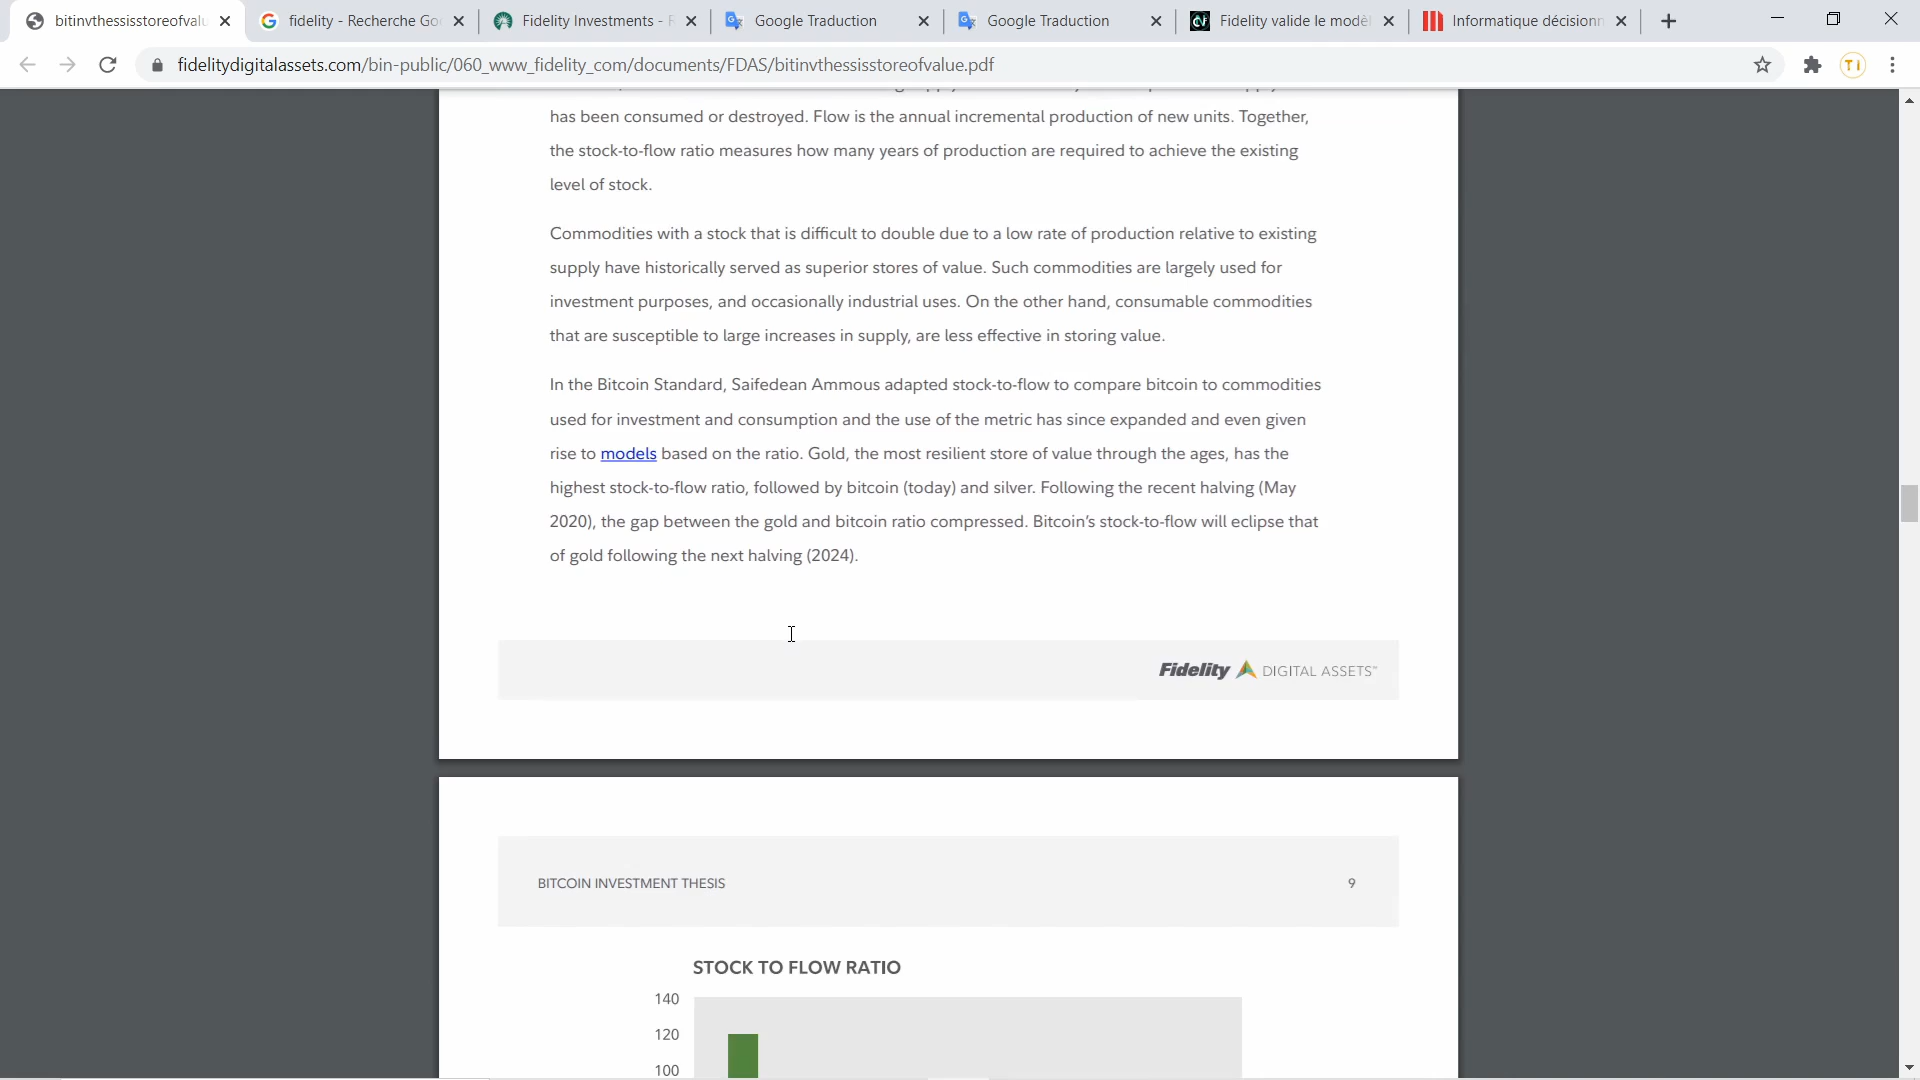 bitinvthessisstoreofvalu
fidelity - Recherche Go
Fidelity Investments - R
Google Traduction
Google Traduction
Fidelity valide le modèl
Informatique décisionn
fidelitydigitalassets.com/bin-public/060_www_fidelity_com/documents/FDAS/bitinvthessisstoreofvalue.pdf
TI
has been consumed or destroyed. Flow is the annual incremental production of new units. Together,
the stock-to-flow ratio measures how many years of production are required to achieve the existing
level of stock.
Commodities with a stock that is difficult to double due to a low rate of production relative to existing
supply have historically served as superior stores of value. Such commodities are largely used for
investment purposes, and occasionally industrial uses. On the other hand, consumable commodities
that are susceptible to large increases in supply, are less effective in storing value.
In the Bitcoin Standard, Saifedean Ammous adapted stock-to-flow to compare bitcoin to commodities
used for investment and consumption and the use of the metric has since expanded and even given
rise to models based on the ratio. Gold, the most resilient store of value through the ages, has the
highest stock-to-flow ratio, followed by bitcoin (today) and silver. Following the recent halving (May
2020), the gap between the gold and bitcoin ratio compressed. Bitcoin's stock-to-flow will eclipse that
of gold following the next halving (2024).
Fidelity DIGITAL ASSETS℠
BITCOIN INVESTMENT THESIS 9
STOCK TO FLOW RATIO
140
120
100